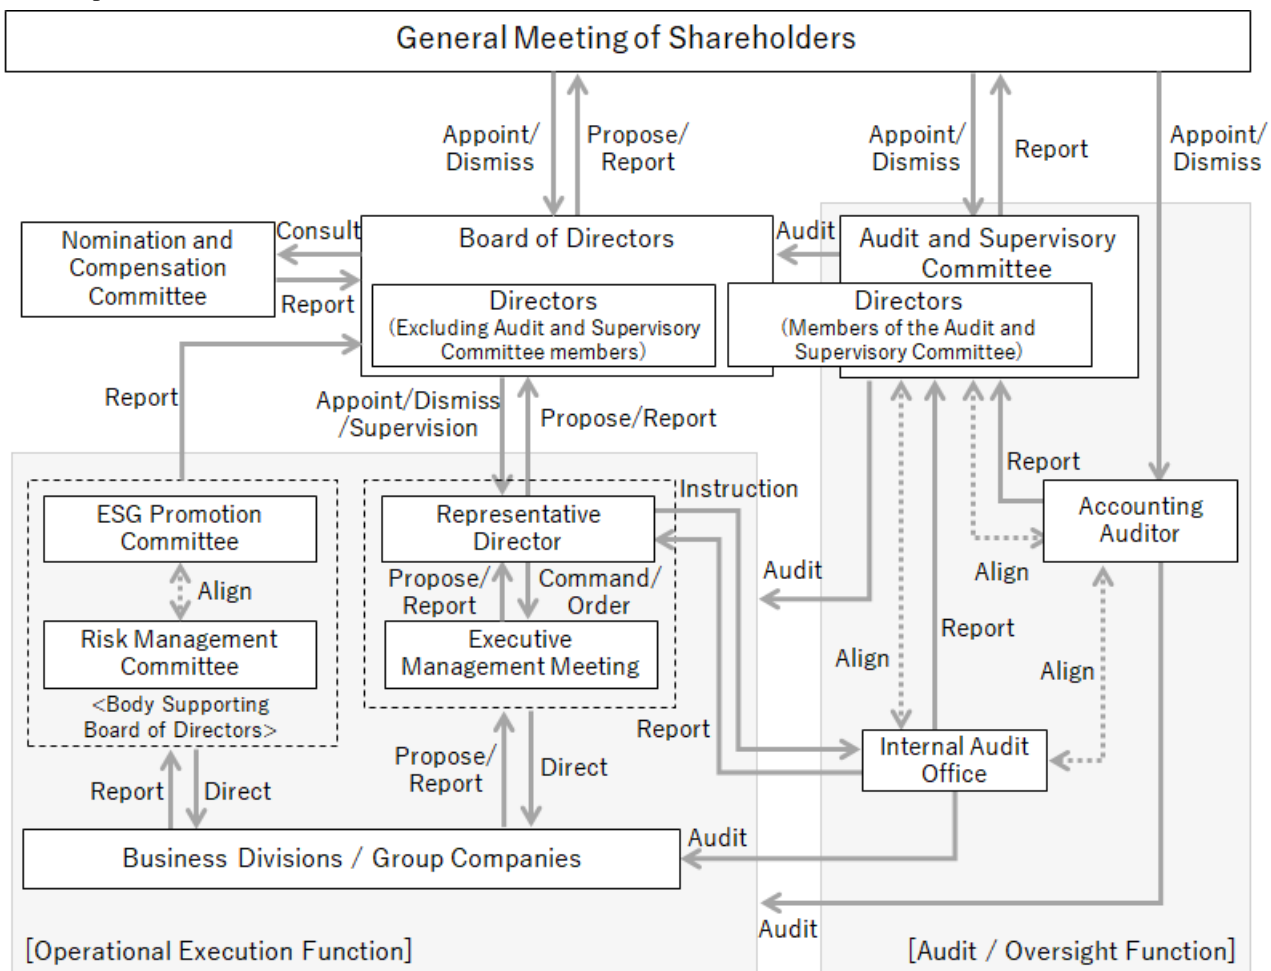 General Meeting of Shareholders
Appoint/
Dismiss
Propose/
Report
Appoint/
Dismiss
Report
Appoint/
Dismiss
Nomination and
Compensation
Committee
Consult
Report
Board of Directors
Directors
(Excluding Audit and Supervisory
Committee members)
Audit
Audit and Supervisory
Committee
Directors
(Members of the Audit and
Supervisory Committee)
Report
Appoint/Dismiss
/Supervision
Propose/Report
ESG Promotion
Committee
Align
Risk Management
Committee
<Body Supporting
Board of Directors>
Representative
Director
Propose/
Report
Command/
Order
Executive
Management Meeting
Instruction
Report
Audit
Align
Report
Align
Report
Accounting
Auditor
Align
Internal Audit
Office
Report
Direct
Propose/
Report
Direct
Business Divisions / Group Companies
Audit
Audit
[Operational Execution Function]
[Audit / Oversight Function]